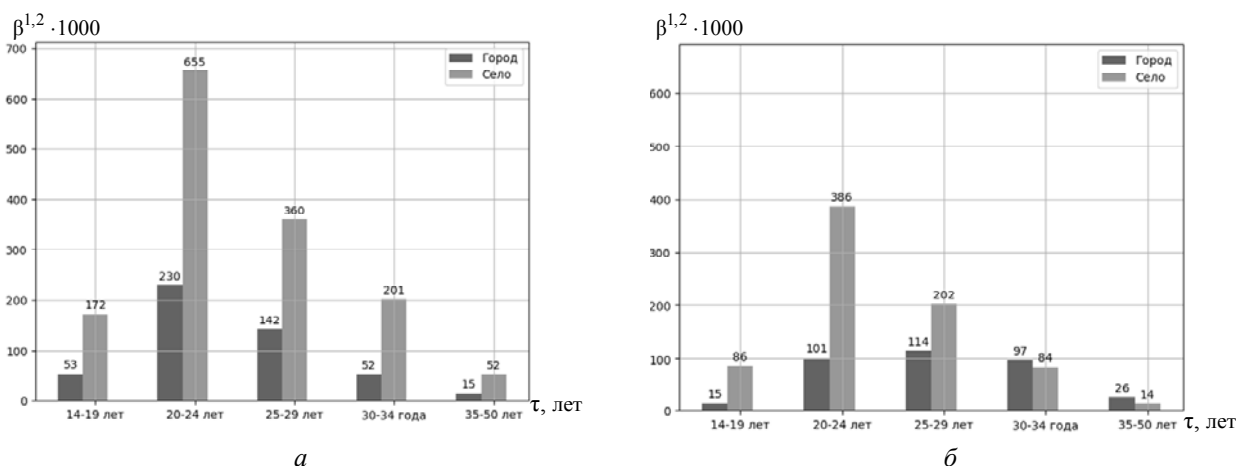 β1,2 ·1000
700
600
500
400
300
200
100
0
Город
Село
53
172
230
655
142
360
52
201
15
52
14-19 лет
20-24 лет
25-29 лет
30-34 года
35-50 лет
τ, лет
а
β1,2 ·1000
600
500
400
300
200
100
0
Город
Село
15
86
101
386
114
202
97
84
26
14
14-19 лет
20-24 лет
25-29 лет
30-34 года
35-50 лет
τ, лет
б